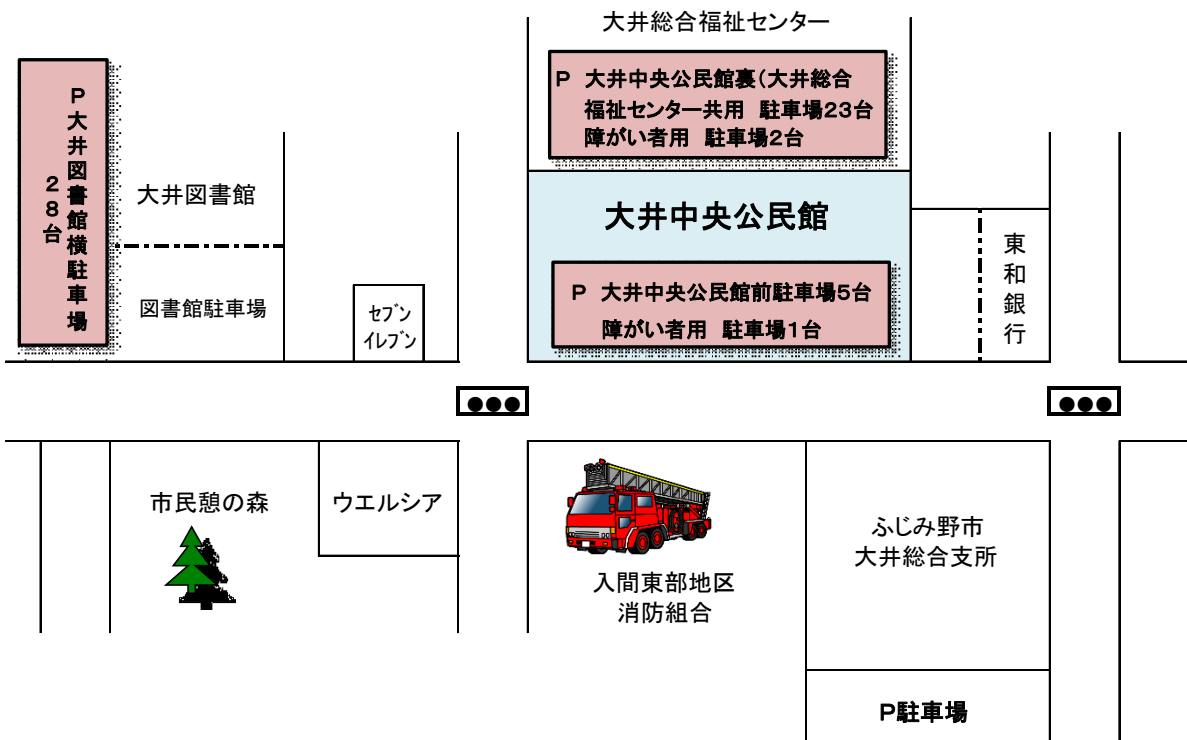 大井総合福祉センター
P 大井中央公民館裏(大井総合
福祉センター共用 駐車場23台
障がい者用 駐車場2台
P大井図書館横駐車場
28台
大井図書館
大井中央公民館
図書館駐車場
セブン
イレブン
P 大井中央公民館前駐車場5台
障がい者用 駐車場1台
東和銀行
市民憩の森
ウエルシア
入間東部地区
消防組合
ふじみ野市
大井総合支所
P駐車場